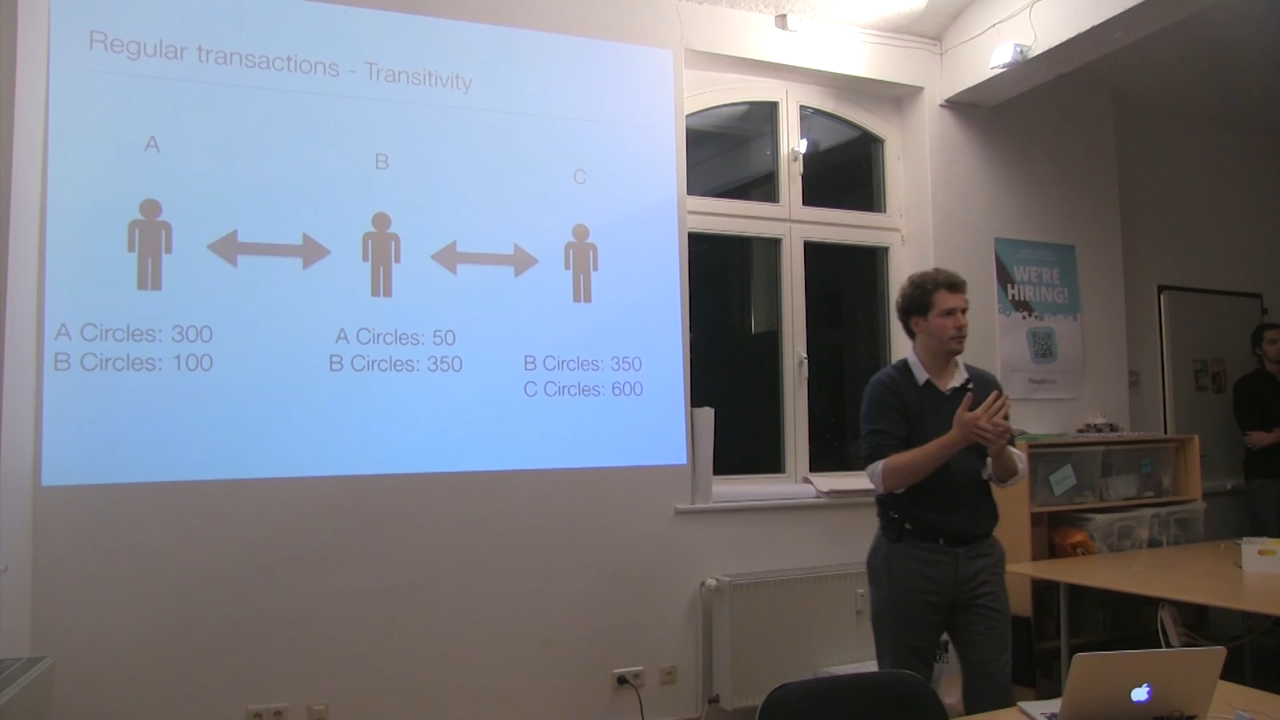 Regular transactions - Transitivity
A
B
C
A Circles: 300
B Circles: 100
A Circles: 50
B Circles: 350
B Circles: 350
C Circles: 600
WE'RE
HIRING!